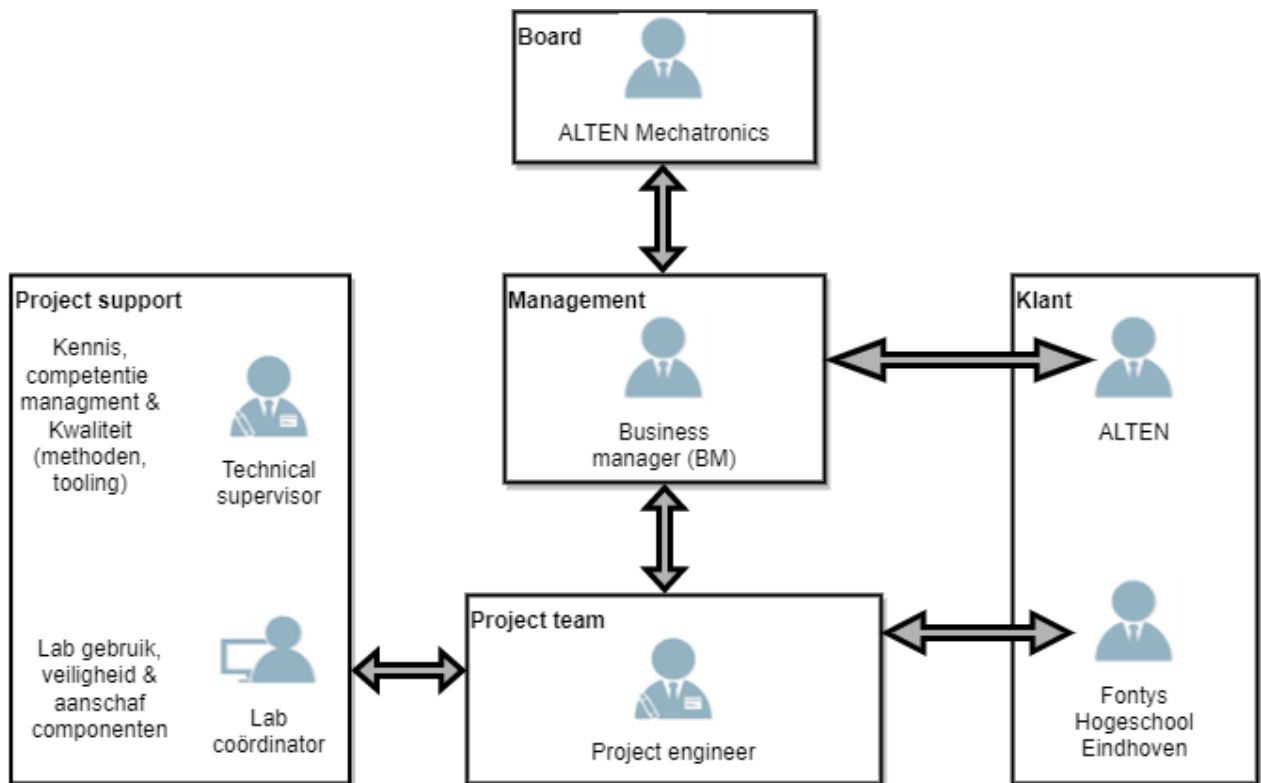 Board
ALTEN Mechatronics
Project support
Kennis,
competentie
managment &
Kwaliteit
(methoden,
tooling)
Technical
supervisor
Lab gebruik,
veiligheid &
aanschaf
componenten
Lab
coördinator
Management
Business
manager (BM)
Project team
Project engineer
Klant
ALTEN
Fontys
Hogeschool
Eindhoven